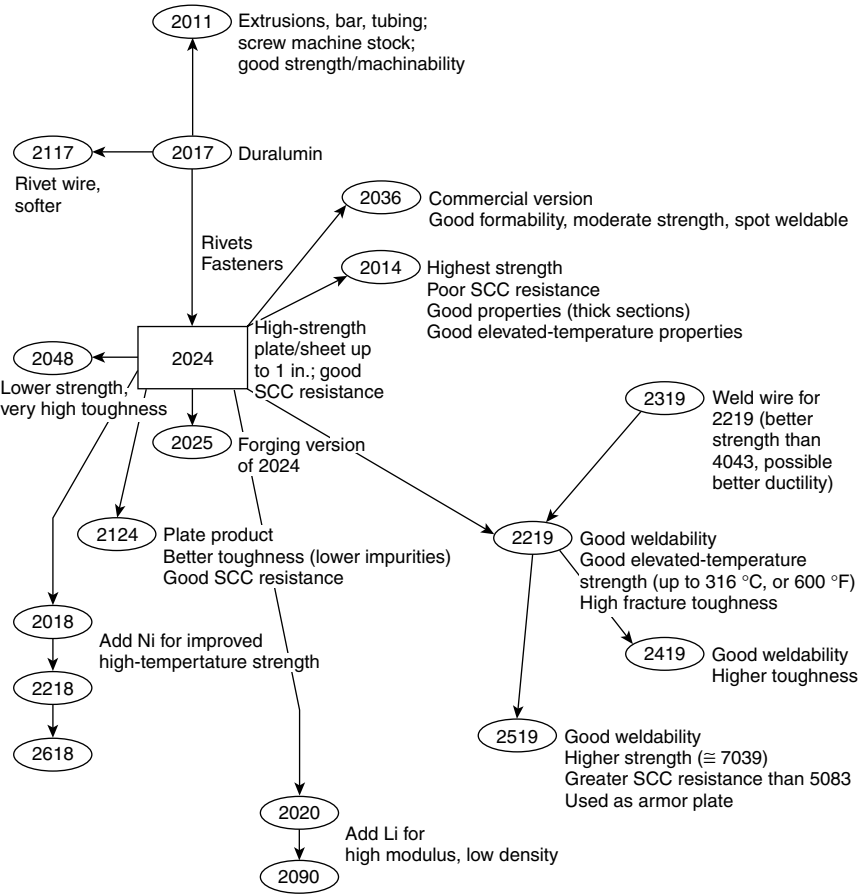 2011
Extrusions, bar, tubing;
screw machine stock;
good strength/machinability
2117
2017
Duralumin
Rivet wire,
softer
2036
Commercial version
Good formability, moderate strength, spot weldable
Rivets
Fasteners
2014
Highest strength
Poor SCC resistance
Good properties (thick sections)
Good elevated-temperature properties
2024
High-strength
plate/sheet up
to 1 in.; good
SCC resistance
2048
Lower strength,
very high toughness
2025
Forging version
of 2024
2319
Weld wire for
2219 (better
strength than
4043, possible
better ductility)
2124
Plate product
Better toughness (lower impurities)
Good SCC resistance
2219
Good weldability
Good elevated-temperature
strength (up to 316 °C, or 600 °F)
High fracture toughness
2018
Add Ni for improved
high-tempertature strength
2218
2618
2419
Good weldability
Higher toughness
2519
Good weldability
Higher strength (≅ 7039)
Greater SCC resistance than 5083
Used as armor plate
2020
Add Li for
high modulus, low density
2090